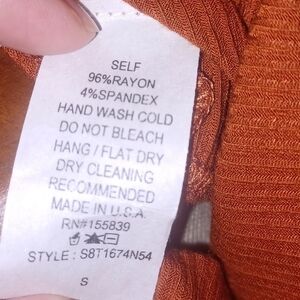 SELF
96%RAYON
4%SPANDEX
HAND WASH COLD
DO NOT BLEACH
HANG / FLAT DRY
DRY CLEANING
RECOMMENDED
MADE IN U.S.A.
RN#155839
STYLE : S8T1674N54
S